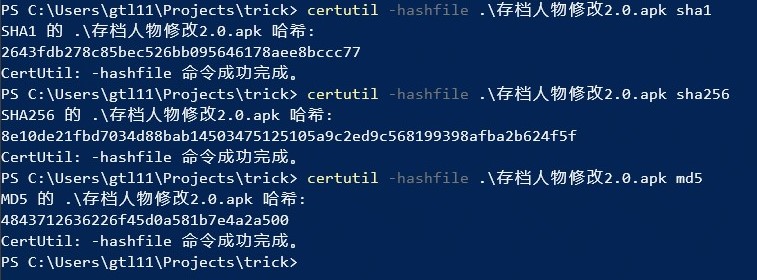 PS C:\Users\gtl11\Projects\trick> certutil -hashfile .\存档人物修改2.0.apk sha1
SHA1 的 .\存档人物修改2.0.apk 哈希:
2643fdb278c85bec526bb095646178aee8bccc77
CertUtil: -hashfile 命令成功完成。
PS C:\Users\gtl11\Projects\trick> certutil -hashfile .\存档人物修改2.0.apk sha256
SHA256 的 .\存档人物修改2.0.apk 哈希:
8e10de21fbd7034d88bab14503475125105a9c2ed9c568199398afba2b624f5f
CertUtil: -hashfile 命令成功完成。
PS C:\Users\gtl11\Projects\trick> certutil -hashfile .\存档人物修改2.0.apk md5
MD5 的 .\存档人物修改2.0.apk 哈希:
4843712636226f45d0a581b7e4a2a500
CertUtil: -hashfile 命令成功完成。
PS C:\Users\gtl11\Projects\trick>